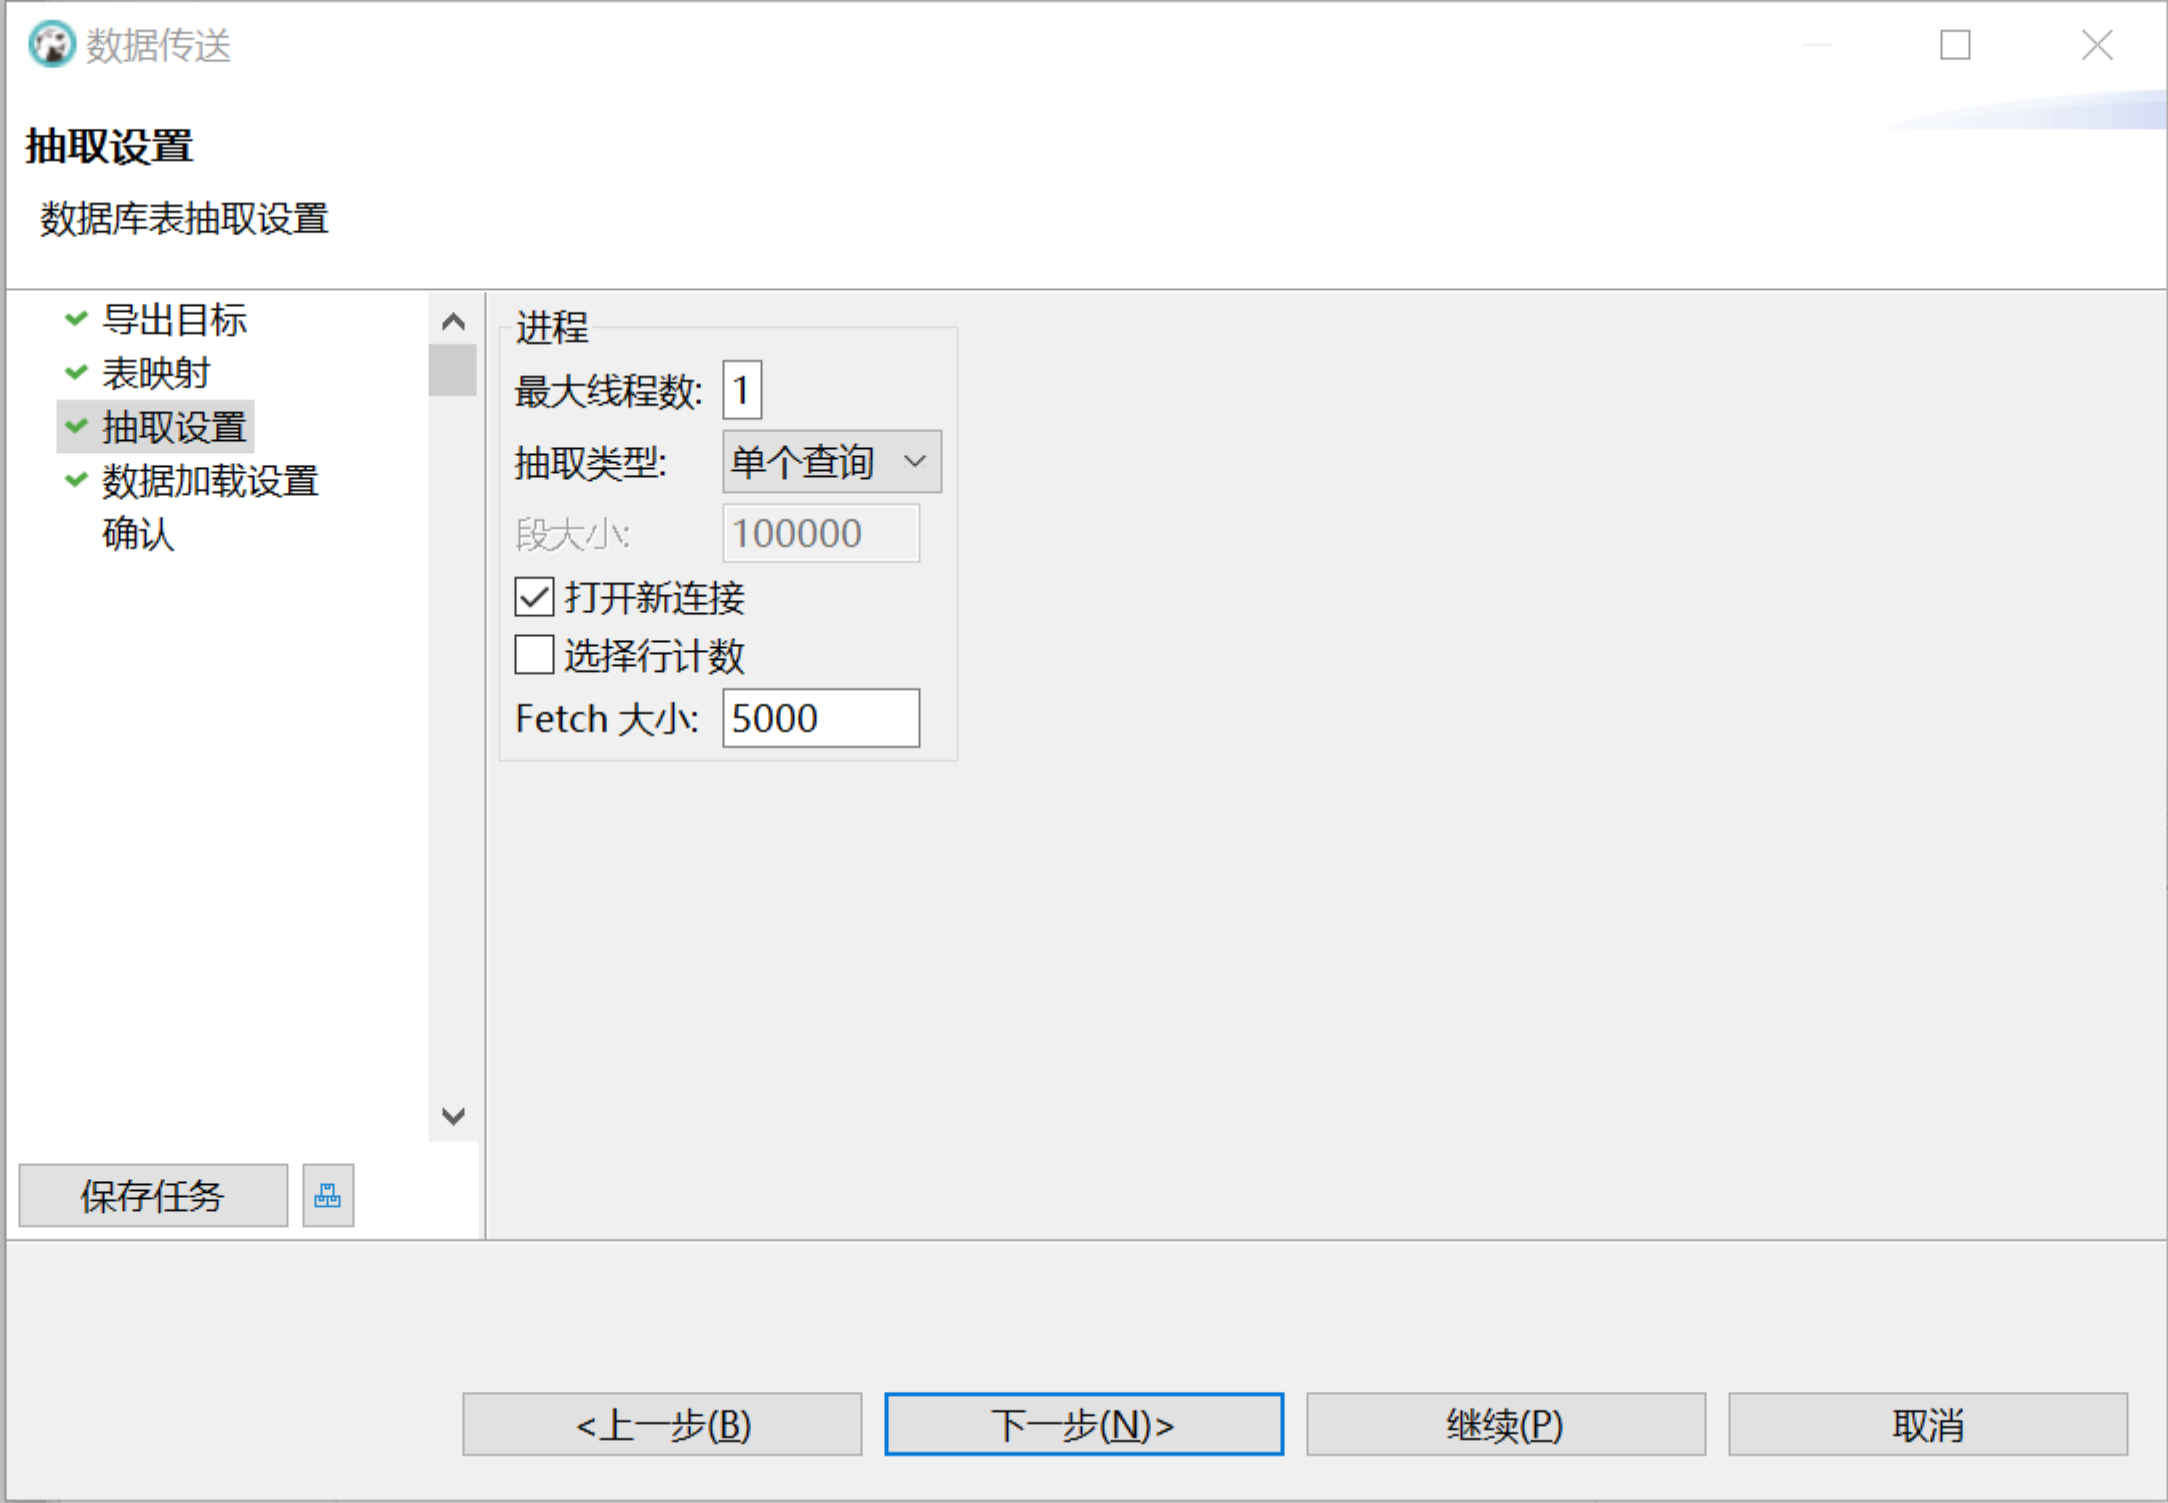 数据传送
抽取设置
数据库表抽取设置
导出目标
表映射
抽取设置
数据加载设置
确认
保存任务
进程
最大线程数: 1
抽取类型: 单个查询
段大小: 100000
打开新连接
选择行计数
Fetch 大小: 5000
<上一步(B) 下一步(N)> 继续(P) 取消